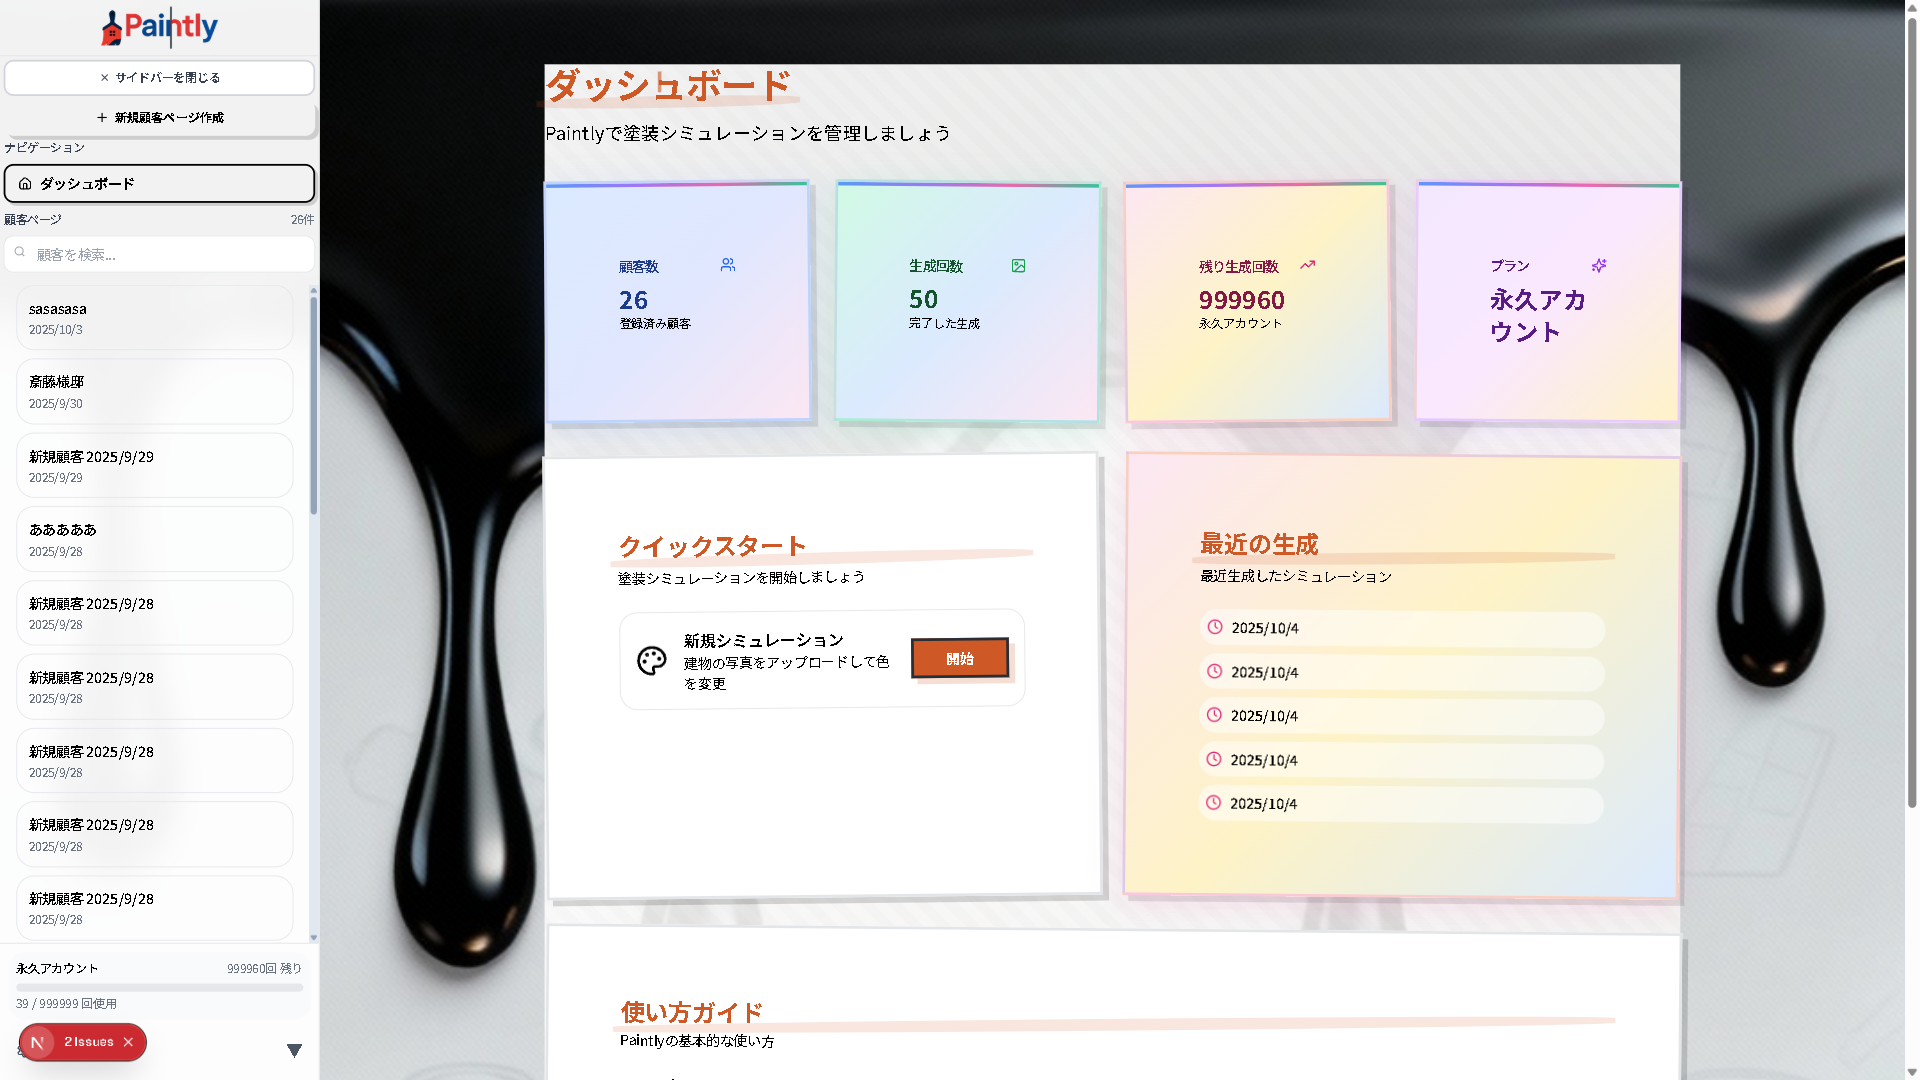 Paintly
× サイドバーを閉じる
+ 新規顧客ページ作成
ナビゲーション
ダッシュボード
顧客ページ 26件
顧客を検索...
sasasasa
2025/10/3
斎藤様邸
2025/9/30
新規顧客 2025/9/29
2025/9/29
あああああ
2025/9/28
新規顧客 2025/9/28
2025/9/28
新規顧客 2025/9/28
2025/9/28
新規顧客 2025/9/28
2025/9/28
新規顧客 2025/9/28
2025/9/28
新規顧客 2025/9/28
2025/9/28
永久アカウント 999960回 残り
39 / 999999 回使用
N 2 Issues ×
ダッシュボード
Paintlyで塗装シミュレーションを管理しましょう
顧客数
26
登録済み顧客
生成回数
50
完了した生成
残り生成回数
999960
永久アカウント
プラン
永久アカ
ウント
クイックスタート
塗装シミュレーションを開始しましょう
新規シミュレーション
建物の写真をアップロードして色
を変更
開始
最近の生成
最近生成したシミュレーション
2025/10/4
2025/10/4
2025/10/4
2025/10/4
2025/10/4
使い方ガイド
Paintlyの基本的な使い方